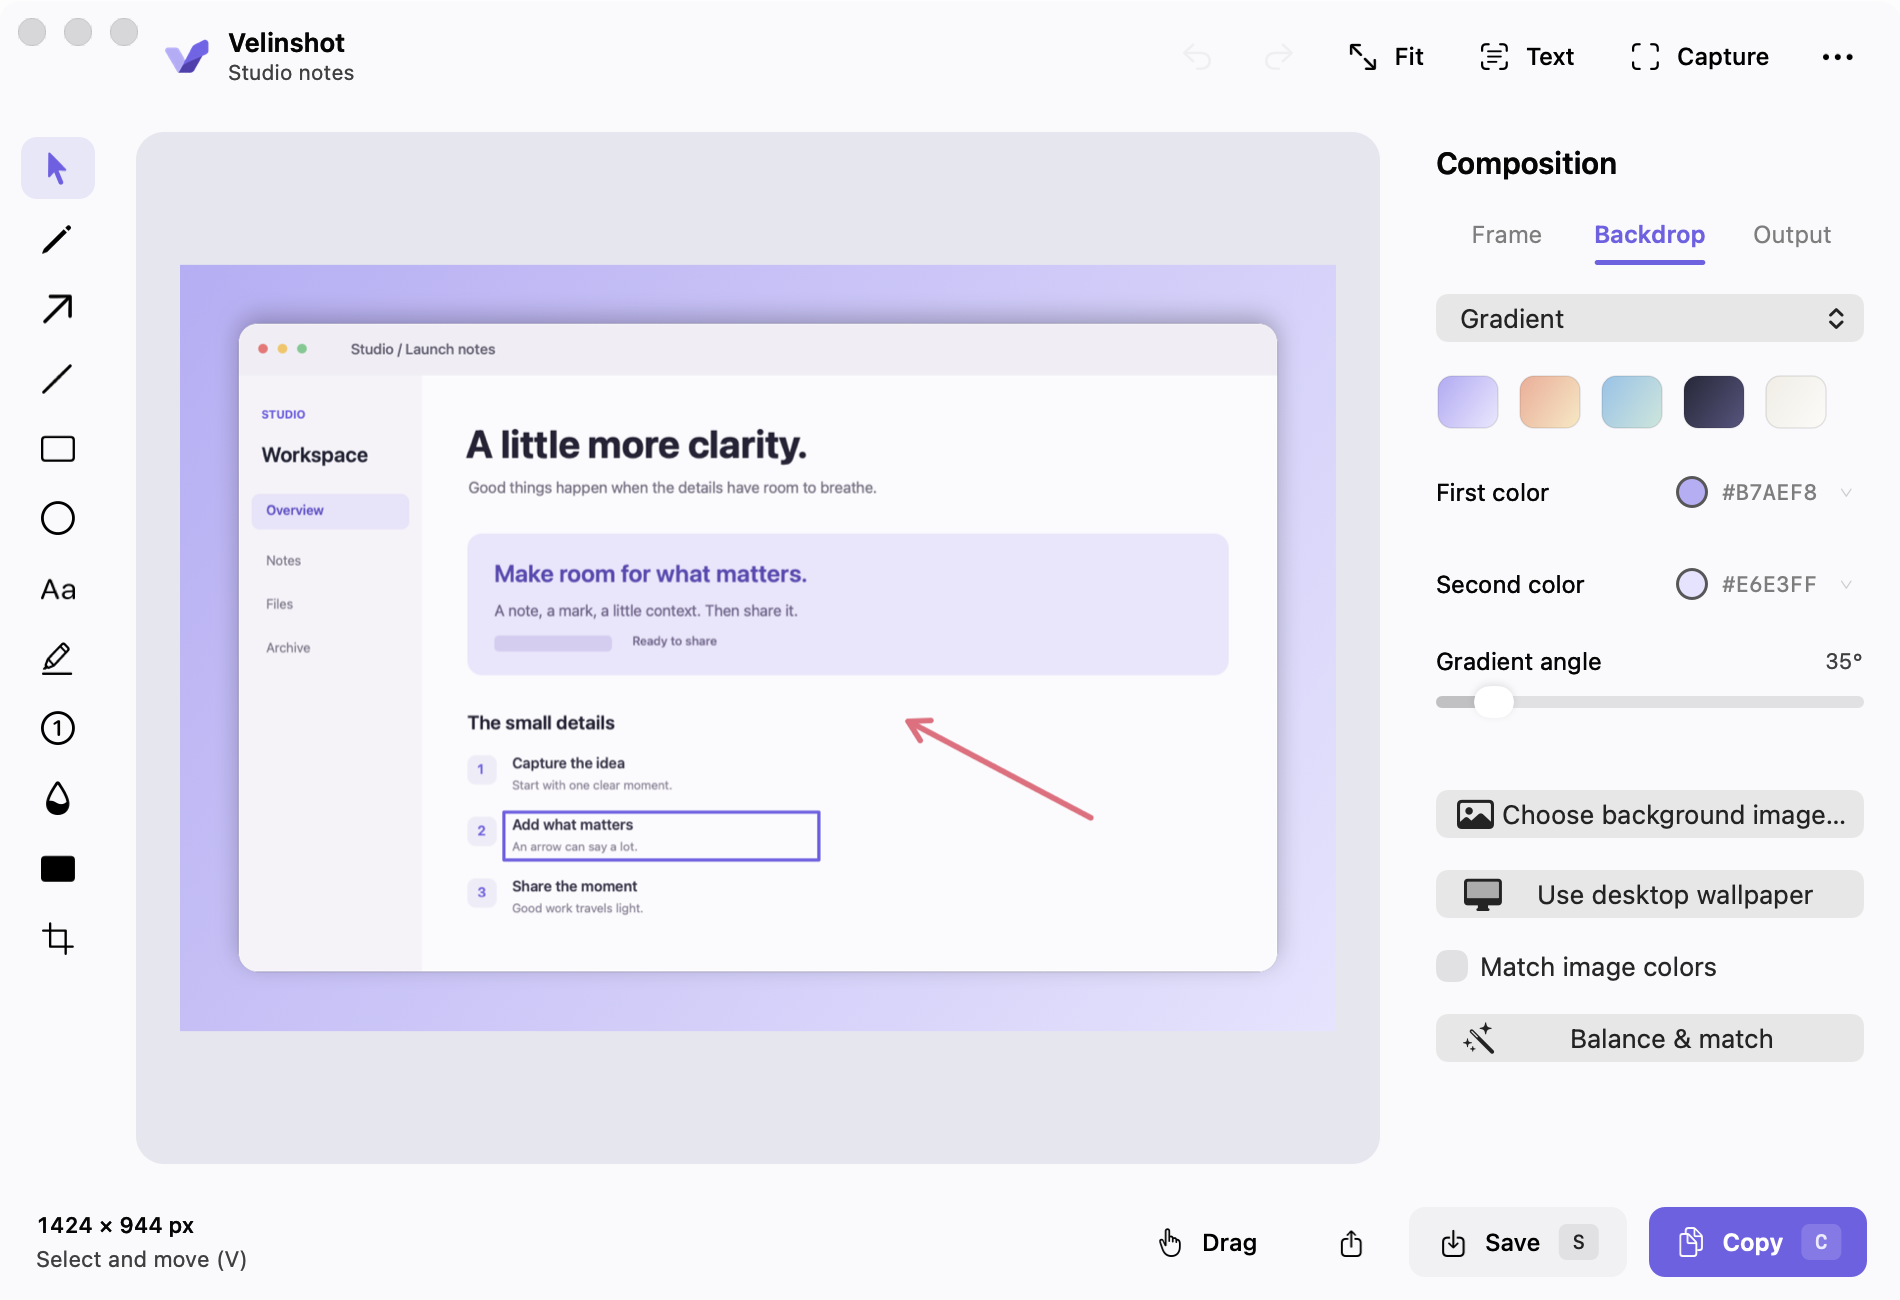 Velinshot
Studio notes
Fit
Text
Capture
Aa
1
Studio / Launch notes
STUDIO
Workspace
Overview
Notes
Files
Archive
A little more clarity.
Good things happen when the details have room to breathe.
Make room for what matters.
A note, a mark, a little context. Then share it.
Ready to share
The small details
1
Capture the idea
Start with one clear moment.
2
Add what matters
An arrow can say a lot.
3
Share the moment
Good work travels light.
Composition
Frame
Backdrop
Output
Gradient
First color
#B7AEF8
Second color
#E6E3FF
Gradient angle
35°
Choose background image...
Use desktop wallpaper
Match image colors
Balance & match
1424 × 944 px
Select and move (V)
Drag
Save S
Copy C